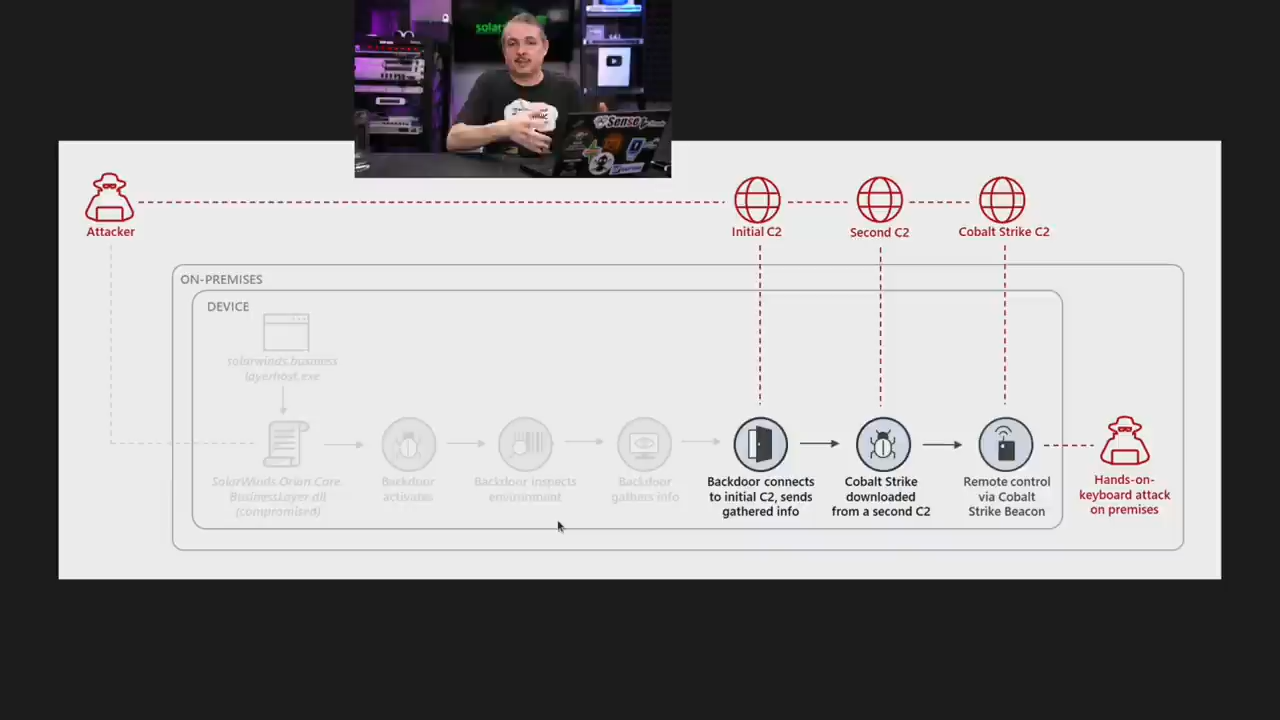 solar
Sense
Attacker
Initial C2
Second C2
Cobalt Strike C2
ON-PREMISES
DEVICE
solarwinds.business
layerhost.exe
SolarWinds.Orion.Core.
BusinessLayer.dll
(compromised)
Backdoor
activates
Backdoor inspects
environment
Backdoor
gathers info
Backdoor connects
to initial C2, sends
gathered info
Cobalt Strike
downloaded
from a second C2
Remote control
via Cobalt
Strike Beacon
Hands-on-
keyboard attack
on premises